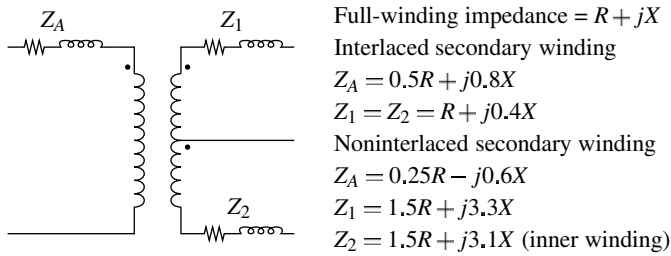 Z_A
Z_1
Z_2
Full-winding impedance = R + jX
Interlaced secondary winding
Z_A = 0.5R + j0.8X
Z_1 = Z_2 = R + j0.4X
Noninterlaced secondary winding
Z_A = 0.25R − j0.6X
Z_1 = 1.5R + j3.3X
Z_2 = 1.5R + j3.1X (inner winding)